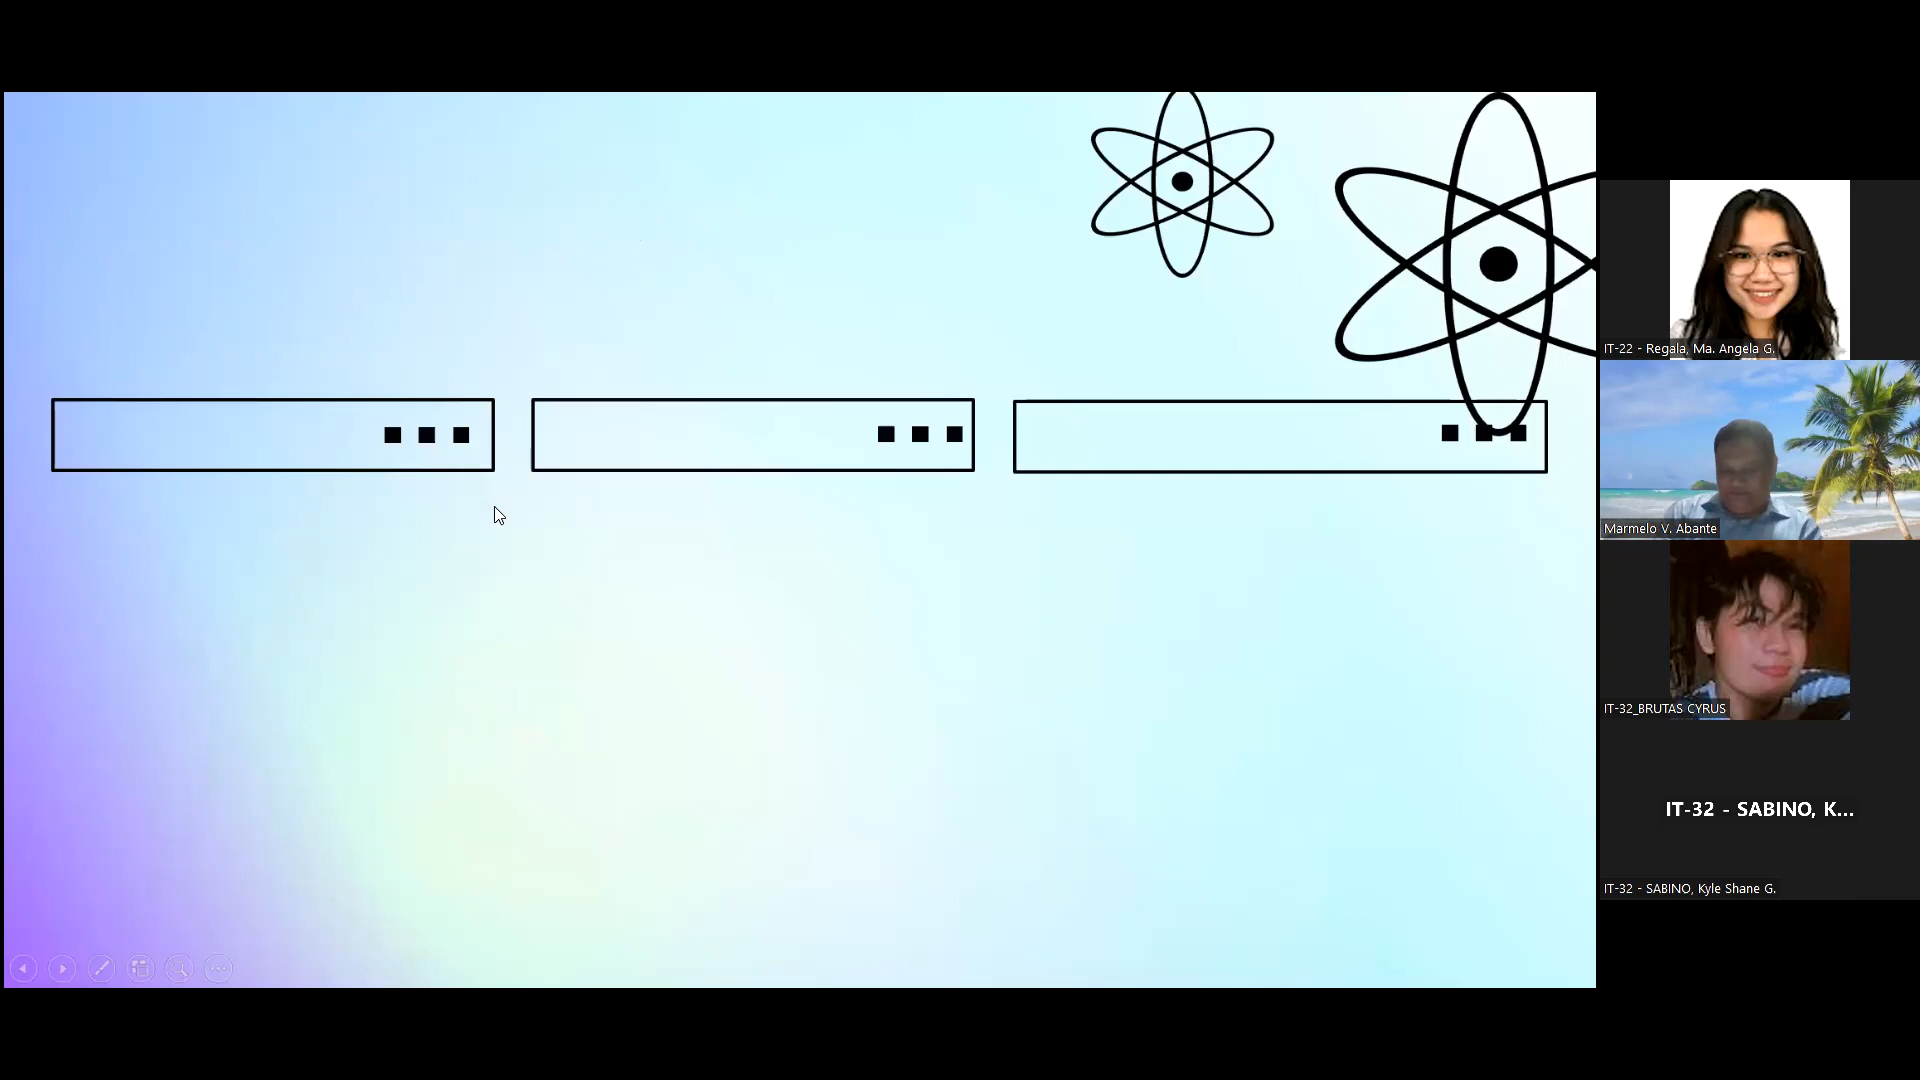 IT-22 - Regala, Ma. Angela G.
Marmelo V. Abante
IT-32_BRUTAS CYRUS
IT-32 - SABINO, K...
IT-32 - SABINO, Kyle Shane G.